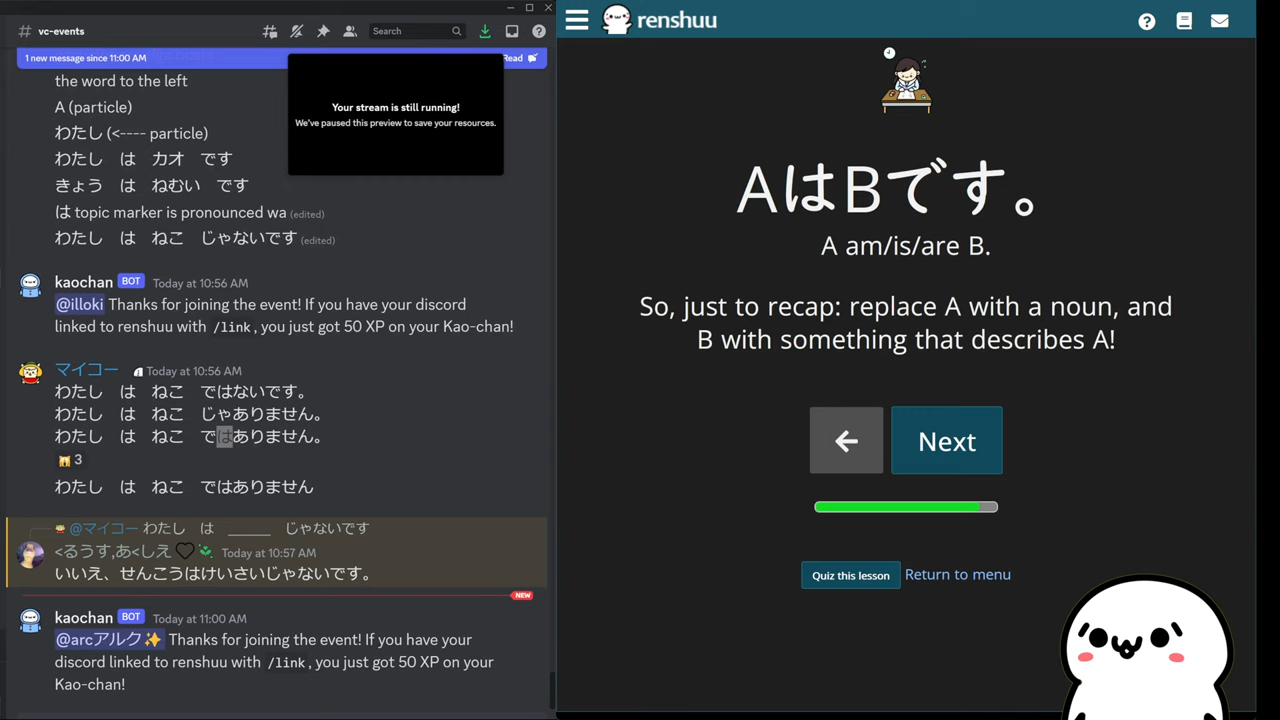 # vc-events
Search
1 new message since 11:00 AM
Read
the word to the left
A (particle)
わたし (<---- particle)
わたし　は　カオ　です
きょう　は　ねむい　です
は topic marker is pronounced wa (edited)
わたし　は　ねこ　じゃないです (edited)
Your stream is still running!
We've paused this preview to save your resources.
kaochan BOT Today at 10:56 AM
@illoki Thanks for joining the event! If you have your discord
linked to renshuu with /link, you just got 50 XP on your Kao-chan!
マイコー Today at 10:56 AM
わたし　は　ねこ　ではないです。
わたし　は　ねこ　じゃありません。
わたし　は　ねこ　ではありません。
3
わたし　は　ねこ　ではありません
@マイコー わたし　は　______　じゃないです
<るうす,あ<しえ Today at 10:57 AM
いいえ、せんこうはけいさいじゃないです。
NEW
kaochan BOT Today at 11:00 AM
@arcアルク✨ Thanks for joining the event! If you have your
discord linked to renshuu with /link, you just got 50 XP on your
Kao-chan!
renshuu
AはBです。
A am/is/are B.
So, just to recap: replace A with a noun, and
B with something that describes A!
Next
Quiz this lesson Return to menu